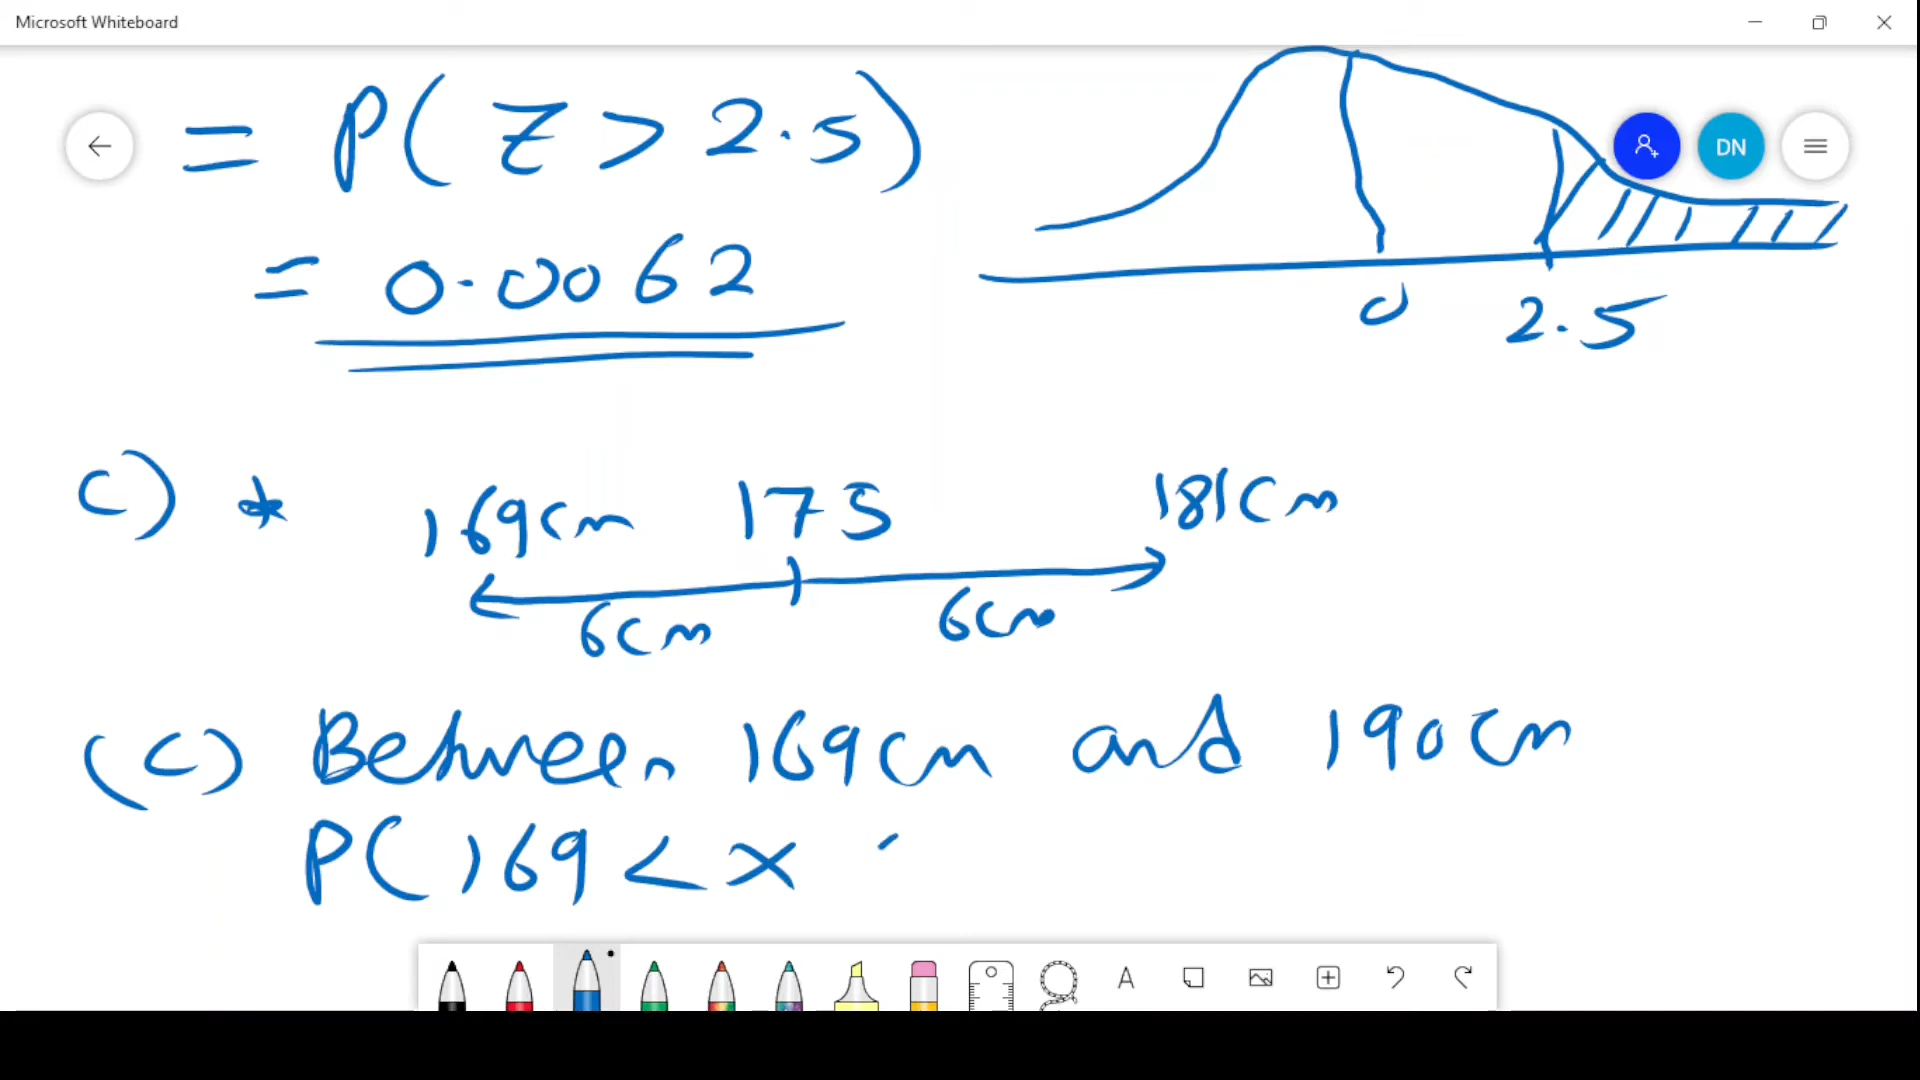 Microsoft Whiteboard
= P( Z > 2.5)
DN
= 0.0062
0 2.5
C) * 169cm 175 181cm
6cm 6cm
(C) Between 169cm and 190cm
P( 169 < x